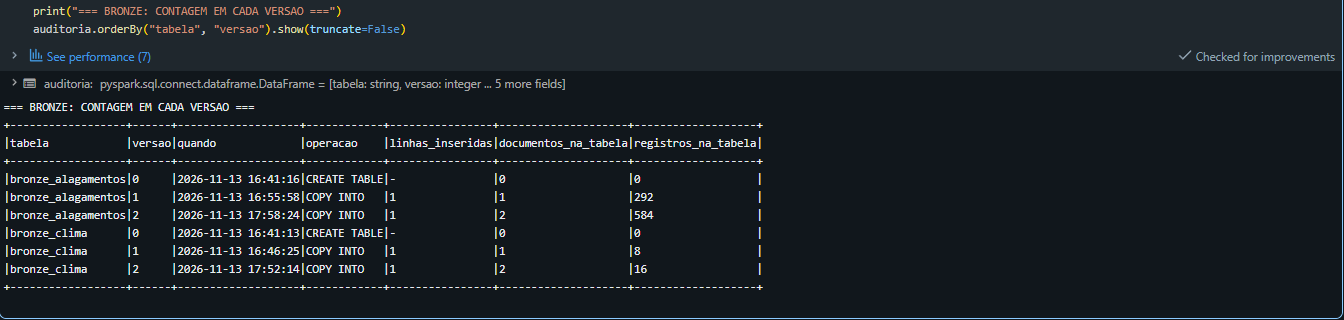 print("=== BRONZE: CONTAGEM EM CADA VERSAO ===")
auditoria.orderBy("tabela", "versao").show(truncate=False)
See performance (7)
Checked for improvements
auditoria: pyspark.sql.connect.dataframe.DataFrame = [tabela: string, versao: integer ... 5 more fields]
=== BRONZE: CONTAGEM EM CADA VERSAO ===
+------------------+------+-------------------+------------+----------------+--------------------+-------------------+
|tabela            |versao|quando             |operacao    |linhas_inseridas|documentos_na_tabela|registros_na_tabela|
+------------------+------+-------------------+------------+----------------+--------------------+-------------------+
|bronze_alagamentos|0     |2026-11-13 16:41:16|CREATE TABLE|-               |0                   |0                  |
|bronze_alagamentos|1     |2026-11-13 16:55:58|COPY INTO   |1               |1                   |292                |
|bronze_alagamentos|2     |2026-11-13 17:58:24|COPY INTO   |1               |2                   |584                |
|bronze_clima      |0     |2026-11-13 16:41:13|CREATE TABLE|-               |0                   |0                  |
|bronze_clima      |1     |2026-11-13 16:46:25|COPY INTO   |1               |1                   |8                  |
|bronze_clima      |2     |2026-11-13 17:52:14|COPY INTO   |1               |2                   |16                 |
+------------------+------+-------------------+------------+----------------+--------------------+-------------------+